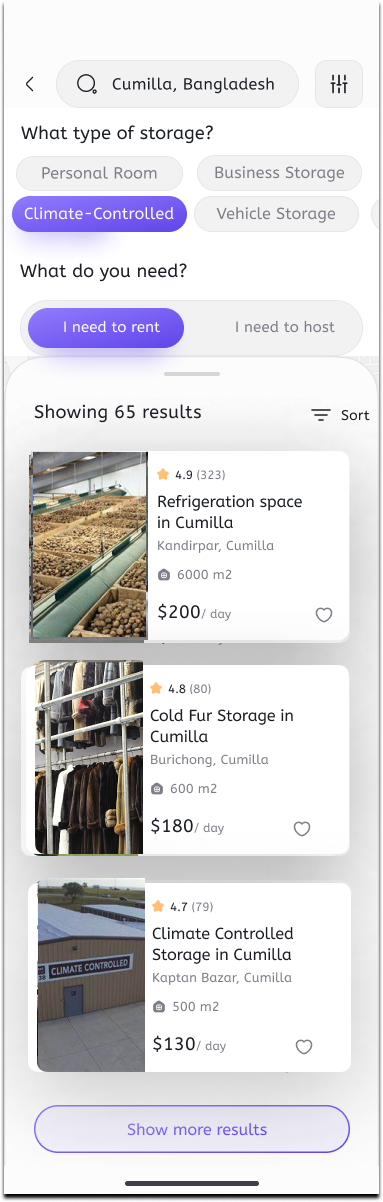 Cumilla, Bangladesh
What type of storage?
Personal Room
Business Storage
Climate-Controlled
Vehicle Storage
What do you need?
I need to rent
I need to host
Showing 65 results
Sort
4.9 (323)
Refrigeration space
in Cumilla
Kandirpar, Cumilla
6000 m2
$200/ day
4.8 (80)
Cold Fur Storage in
Cumilla
Burichong, Cumilla
600 m2
$180/ day
4.7 (79)
Climate Controlled
Storage in Cumilla
Kaptan Bazar, Cumilla
500 m2
$130/ day
CLIMATE CONTROLLED
Show more results